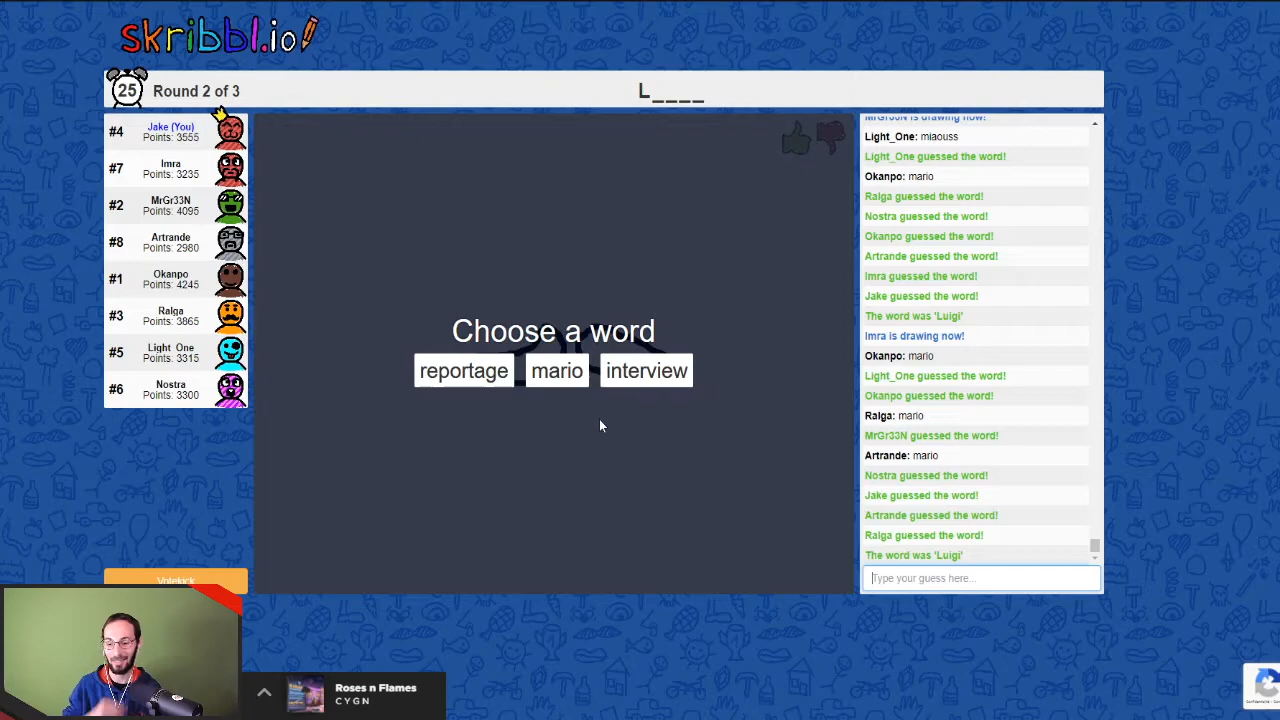 skribbl.io
25
Round 2 of 3
L____
#4
Jake (You)
Points: 3555
#7
Imra
Points: 3235
#2
MrGr33N
Points: 4095
#8
Artrande
Points: 2980
#1
Okanpo
Points: 4245
#3
Ralga
Points: 3865
#5
Points: 3315
#6
Nostra
Points: 3300
Votekick
Choose a word
reportage
mario
interview
MrGr33N is drawing now!
Light_One: miaouss
Light_One guessed the word!
Okanpo: mario
Ralga guessed the word!
Nostra guessed the word!
Okanpo guessed the word!
Artrande guessed the word!
Imra guessed the word!
Jake guessed the word!
The word was 'Luigi'
Imra is drawing now!
Okanpo: mario
Light_One guessed the word!
Okanpo guessed the word!
Ralga: mario
MrGr33N guessed the word!
Artrande: mario
Nostra guessed the word!
Jake guessed the word!
Artrande guessed the word!
Ralga guessed the word!
The word was 'Luigi'
Type your guess here...
Roses n Flames
CYGN